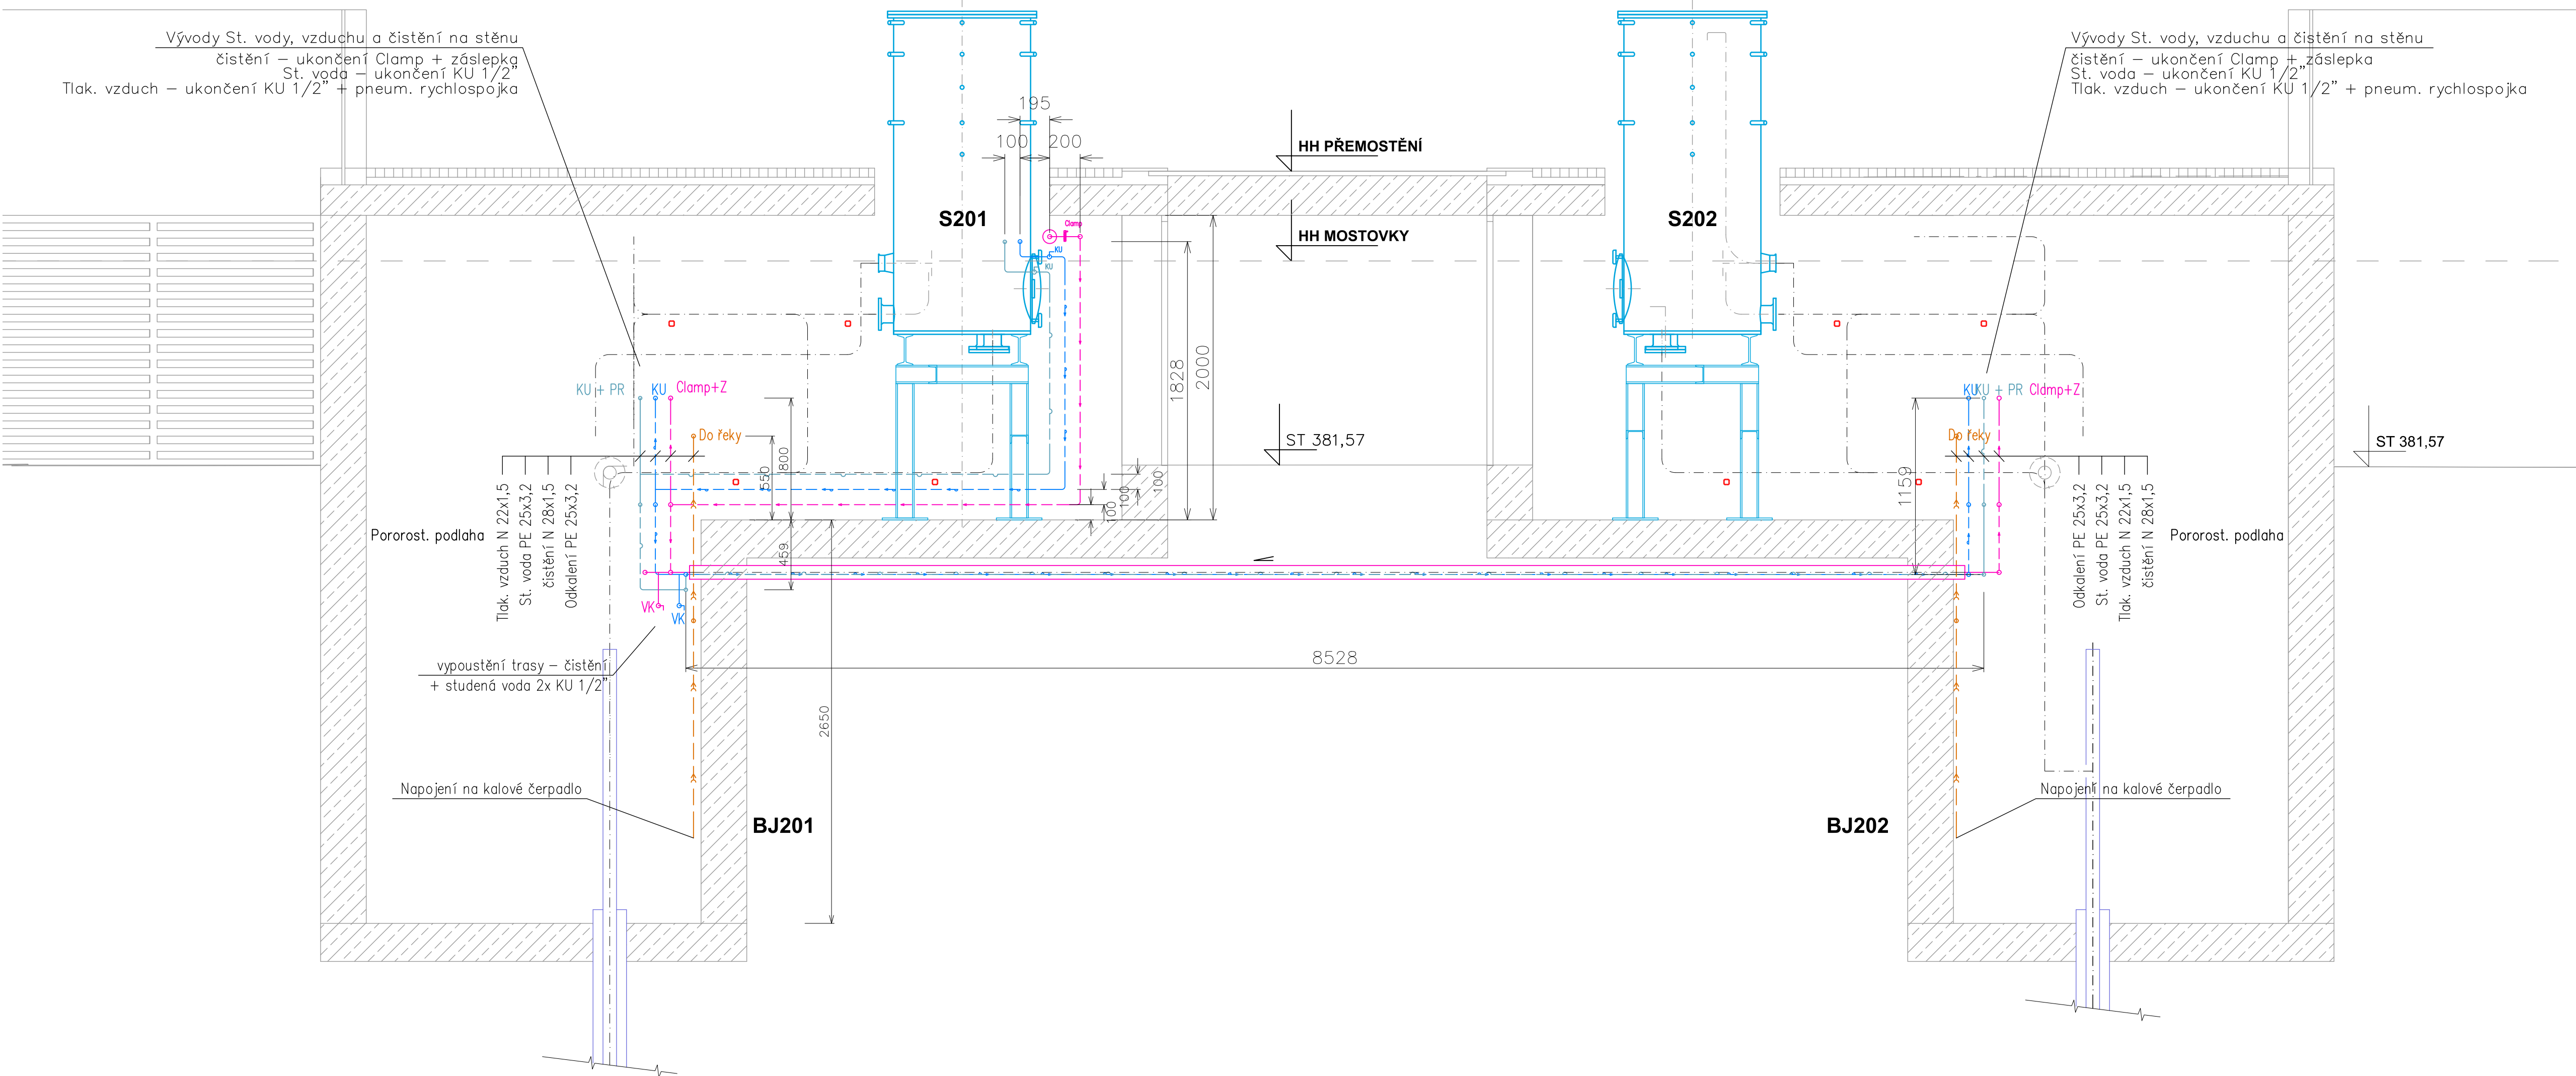 Vývody St. vody, vzduchu a čistění na stěnu
čistění – ukončení Clamp + záslepka
St. voda – ukončení KU 1/2"
Tlak. vzduch – ukončení KU 1/2" + pneum. rychlospojka
Vývody St. vody, vzduchu a čistění na stěnu
čistění – ukončení Clamp + záslepka
St. voda – ukončení KU 1/2"
Tlak. vzduch – ukončení KU 1/2" + pneum. rychlospojka
195
100
200
HH PŘEMOSTĚNÍ
S201
S202
Clamp
HH MOSTOVKY
KU
KU
1828
2000
KU + PR
KU
Clamp+Z
KU
KU + PR
Clamp+Z
Do řeky
Do řeky
ST 381,57
ST 381,57
550
800
100
100
100
1159
459
Pororost. podlaha
Tlak. vzduch N 22x1,5
St. voda PE 25x3,2
čistění N 28x1,5
Odkalení PE 25x3,2
Odkalení PE 25x3,2
St. voda PE 25x3,2
Tlak. vzduch N 22x1,5
čistění N 28x1,5
Pororost. podlaha
VK
VK
vypoustění trasy – čistění
+ studená voda 2x KU 1/2"
8528
2650
Napojení na kalové čerpadlo
Napojení na kalové čerpadlo
BJ201
BJ202